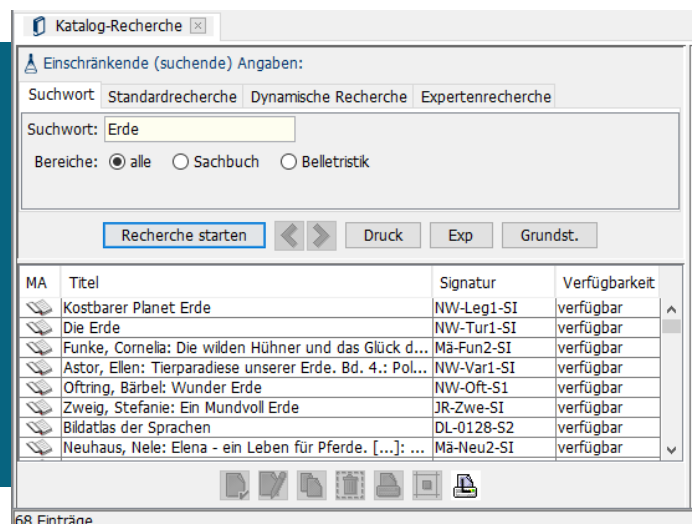 Katalog-Recherche
Einschränkende (suchende) Angaben:
Suchwort Standardrecherche Dynamische Recherche Expertenrecherche
Suchwort: Erde
Bereiche: alle Sachbuch Belletristik
Recherche starten Druck Exp Grundst.
MA Titel Signatur Verfügbarkeit
Kostbarer Planet Erde NW-Leg1-SI verfügbar
Die Erde NW-Tur1-SI verfügbar
Funke, Cornelia: Die wilden Hühner und das Glück d... Mä-Fun2-SI verfügbar
Astor, Ellen: Tierparadiese unserer Erde. Bd. 4.: Pol... NW-Var1-SI verfügbar
Oftring, Bärbel: Wunder Erde NW-Oft-S1 verfügbar
Zweig, Stefanie: Ein Mundvoll Erde JR-Zwe-SI verfügbar
Bildatlas der Sprachen DL-0128-S2 verfügbar
Neuhaus, Nele: Elena - ein Leben für Pferde. [...]: ... Mä-Neu2-SI verfügbar
68 Einträge